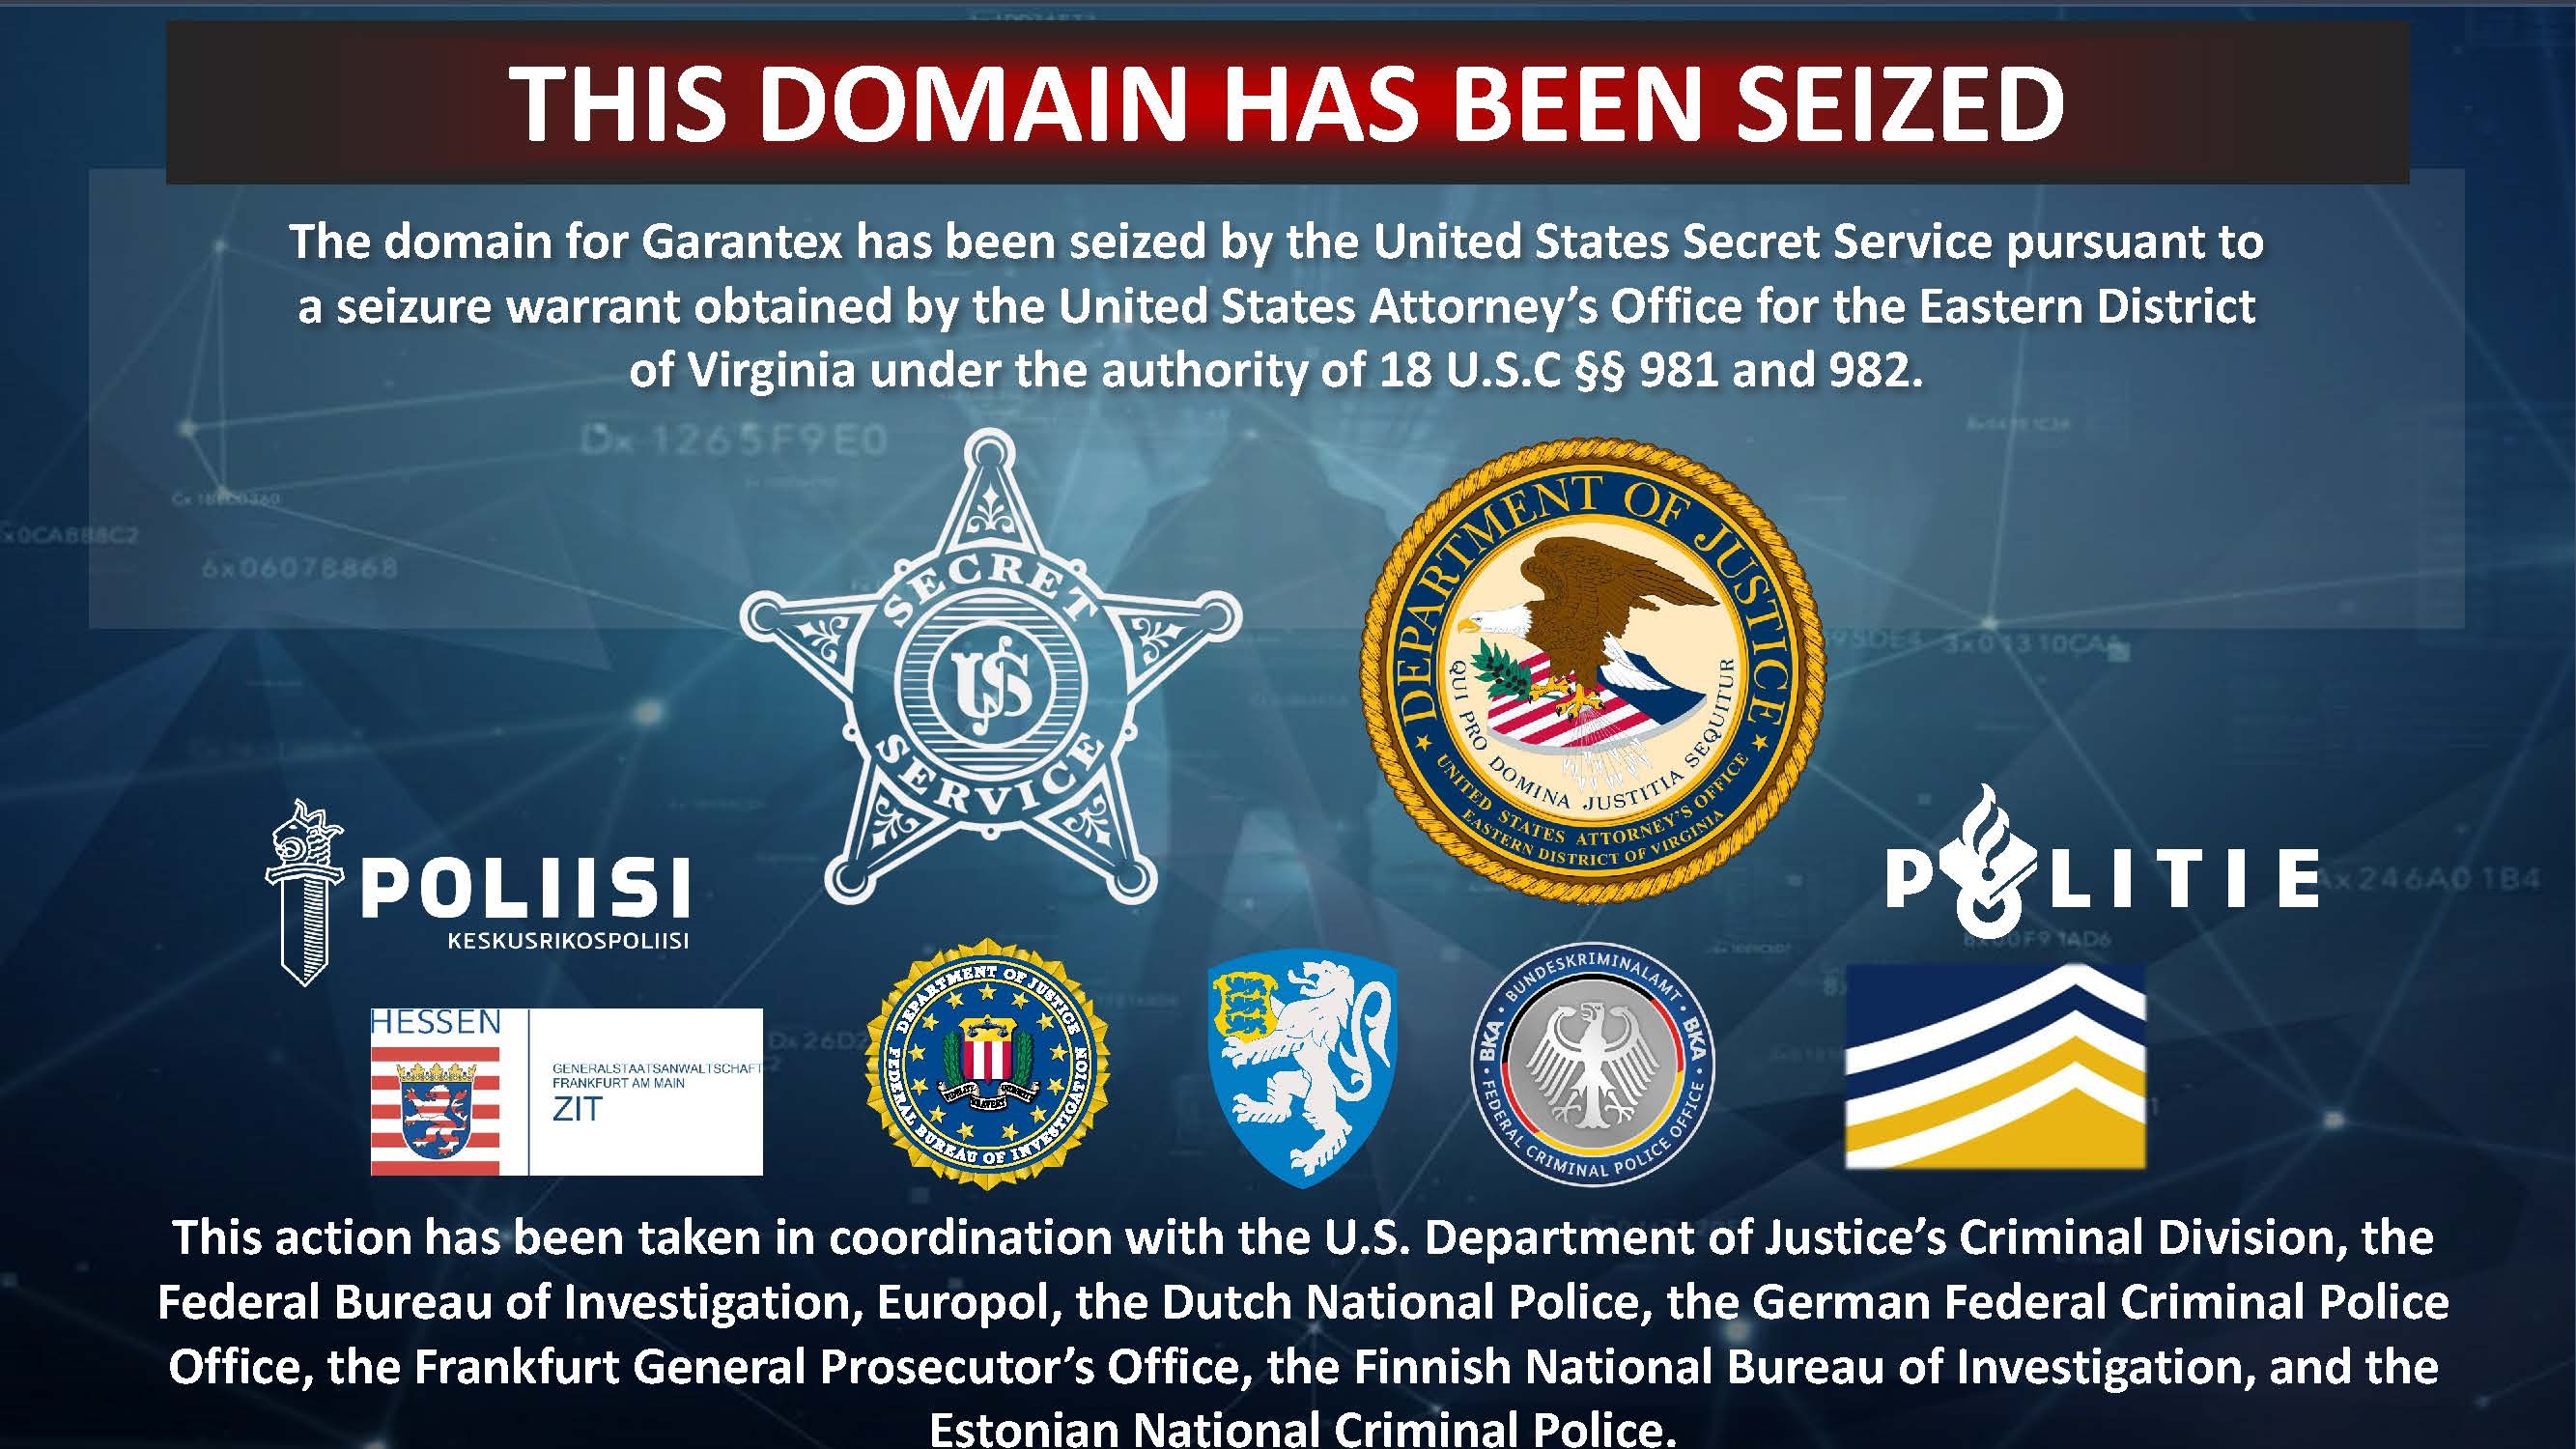 THIS DOMAIN HAS BEEN SEIZED
The domain for Garantex has been seized by the United States Secret Service pursuant to
a seizure warrant obtained by the United States Attorney’s Office for the Eastern District
of Virginia under the authority of 18 U.S.C §§ 981 and 982.
Dx 1265F9E0
x0CAB88C2
6x06078868
SECRET
US
SERVICE
DEPARTMENT OF JUSTICE
QUI PRO DOMINA JUSTITIA SEQUITUR
UNITED STATES ATTORNEY'S OFFICE
EASTERN DISTRICT OF VIRGINIA
POLIISI
KESKUSRIKOSPOLIISI
POLITIE
x246A01B4
HESSEN
GENERALSTAATSANWALTSCHAFT
FRANKFURT AM MAIN
ZIT
DEPARTMENT OF JUSTICE
FEDERAL BUREAU OF INVESTIGATION
BKA • BUNDESKRIMINALAMT • BKA
FEDERAL CRIMINAL POLICE OFFICE
This action has been taken in coordination with the U.S. Department of Justice’s Criminal Division, the
Federal Bureau of Investigation, Europol, the Dutch National Police, the German Federal Criminal Police
Office, the Frankfurt General Prosecutor’s Office, the Finnish National Bureau of Investigation, and the
Estonian National Criminal Police.